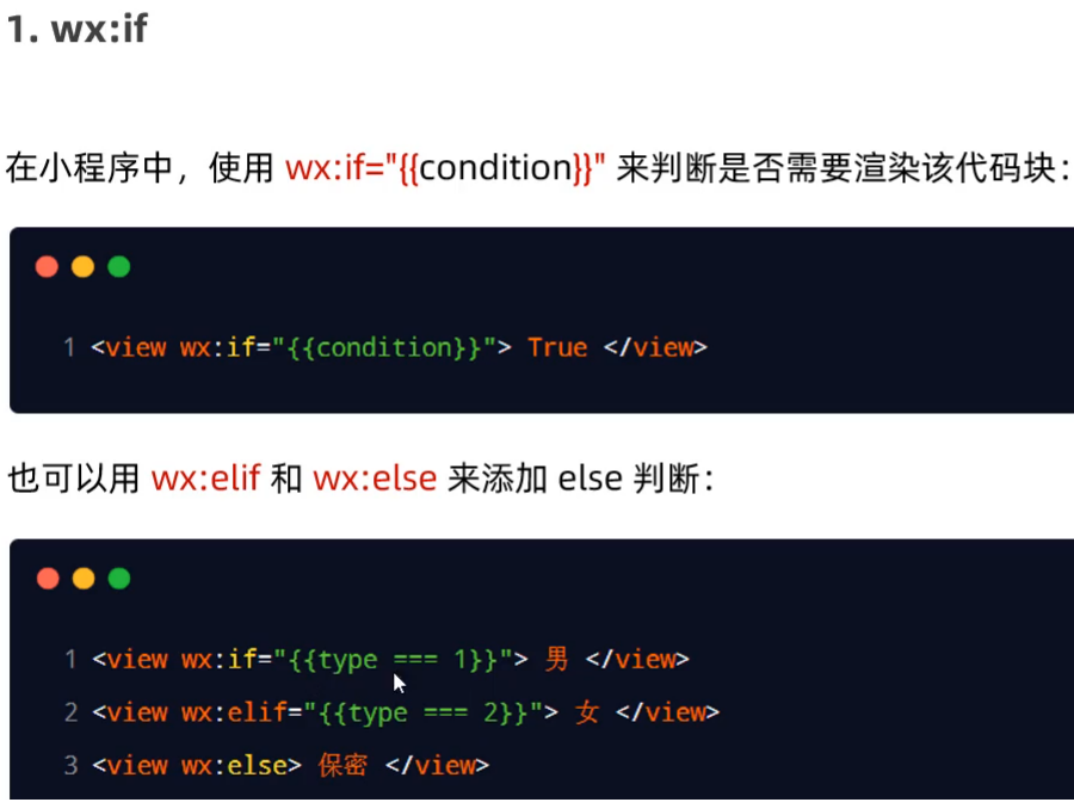 1. wx:if
在小程序中，使用 wx:if="{{condition}}" 来判断是否需要渲染该代码块：
1 <view wx:if="{{condition}}"> True </view>
也可以用 wx:elif 和 wx:else 来添加 else 判断：
1 <view wx:if="{{type === 1}}"> 男 </view>
2 <view wx:elif="{{type === 2}}"> 女 </view>
3 <view wx:else> 保密 </view>